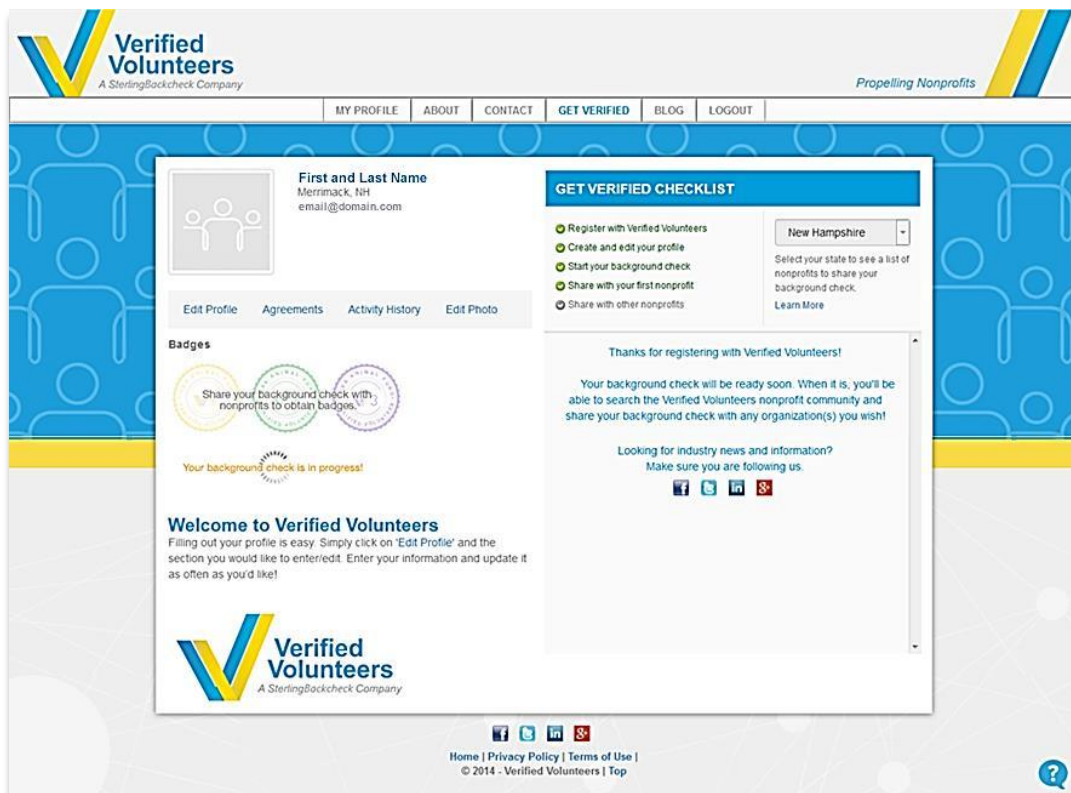 Verified
Volunteers
A SterlingBackcheck Company
Propelling Nonprofits
MY PROFILE
ABOUT
CONTACT
GET VERIFIED
BLOG
LOGOUT
First and Last Name
Merrimack, NH
email@domain.com
Edit Profile
Agreements
Activity History
Edit Photo
Badges
Share your background check with
nonprofits to obtain badges.
Your background check is in progress!
Welcome to Verified Volunteers
Filling out your profile is easy. Simply click on 'Edit Profile' and the
section you would like to enter/edit. Enter your information and update it
as often as you'd like!
Verified
Volunteers
A SterlingBackcheck Company
GET VERIFIED CHECKLIST
Register with Verified Volunteers
Create and edit your profile
Start your background check
Share with your first nonprofit
Share with other nonprofits
New Hampshire
Select your state to see a list of
nonprofits to share your
background check.
Learn More
Thanks for registering with Verified Volunteers!
Your background check will be ready soon. When it is, you'll be
able to search the Verified Volunteers nonprofit community and
share your background check with any organization(s) you wish!
Looking for industry news and information?
Make sure you are following us.
Home | Privacy Policy | Terms of Use |
© 2014 - Verified Volunteers | Top